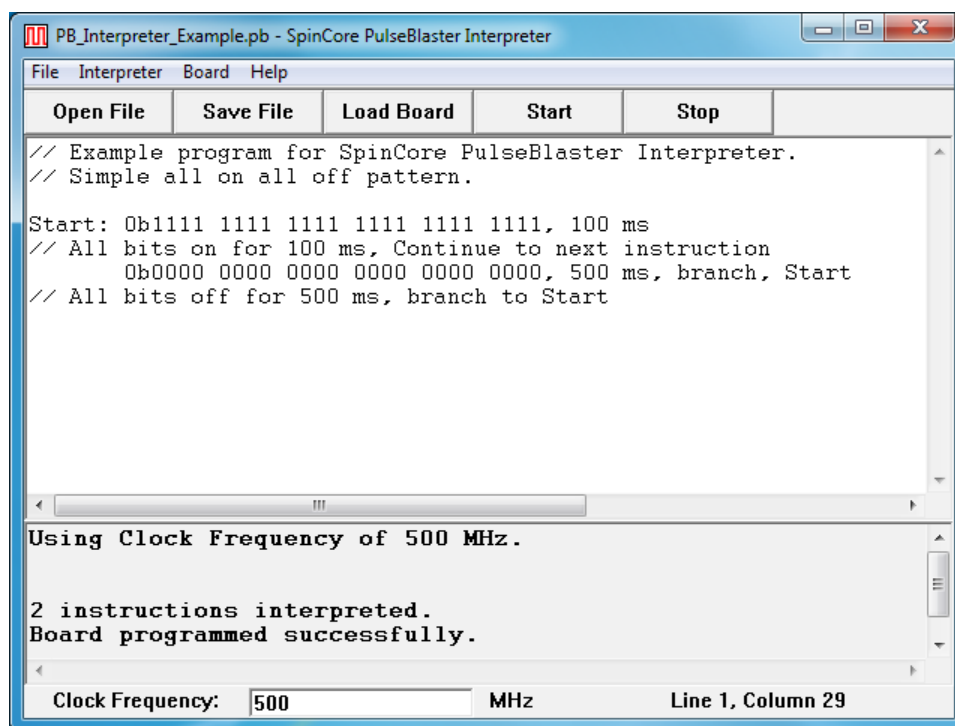 PB_Interpreter_Example.pb - SpinCore PulseBlaster Interpreter
File Interpreter Board Help
Open File Save File Load Board Start Stop
// Example program for SpinCore PulseBlaster Interpreter.
// Simple all on all off pattern.
Start: 0b1111 1111 1111 1111 1111 1111, 100 ms
// All bits on for 100 ms, Continue to next instruction
0b0000 0000 0000 0000 0000 0000, 500 ms, branch, Start
// All bits off for 500 ms, branch to Start
Using Clock Frequency of 500 MHz.
2 instructions interpreted.
Board programmed successfully.
Clock Frequency: 500 MHz Line 1, Column 29